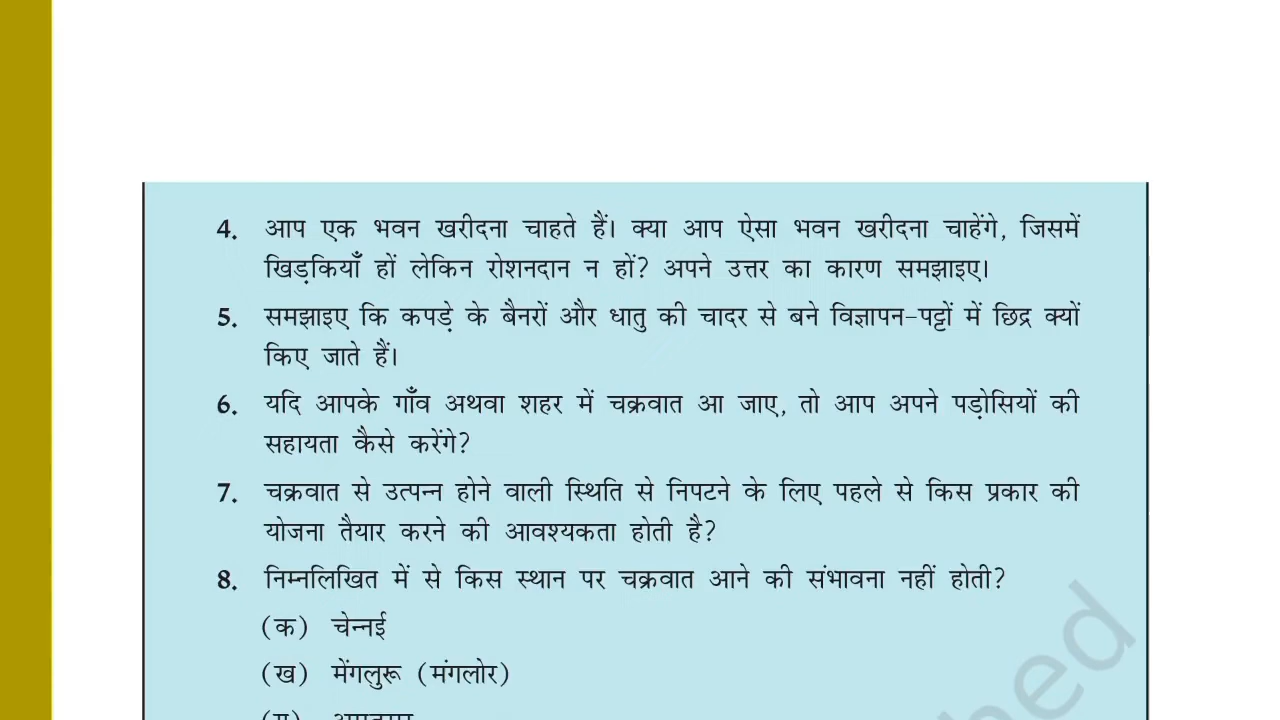 4. आप एक भवन खरीदना चाहते हैं। क्या आप ऐसा भवन खरीदना चाहेंगे, जिसमें
खिड़कियाँ हों लेकिन रोशनदान न हों? अपने उत्तर का कारण समझाइए।
5. समझाइए कि कपड़े के बैनरों और धातु की चादर से बने विज्ञापन-पट्टों में छिद्र क्यों
किए जाते हैं।
6. यदि आपके गाँव अथवा शहर में चक्रवात आ जाए, तो आप अपने पड़ोसियों की
सहायता कैसे करेंगे?
7. चक्रवात से उत्पन्न होने वाली स्थिति से निपटने के लिए पहले से किस प्रकार की
योजना तैयार करने की आवश्यकता होती है?
8. निम्नलिखित में से किस स्थान पर चक्रवात आने की संभावना नहीं होती?
(क) चेन्नई
(ख) मेंगलुरू (मंगलोर)
(ग)
hed